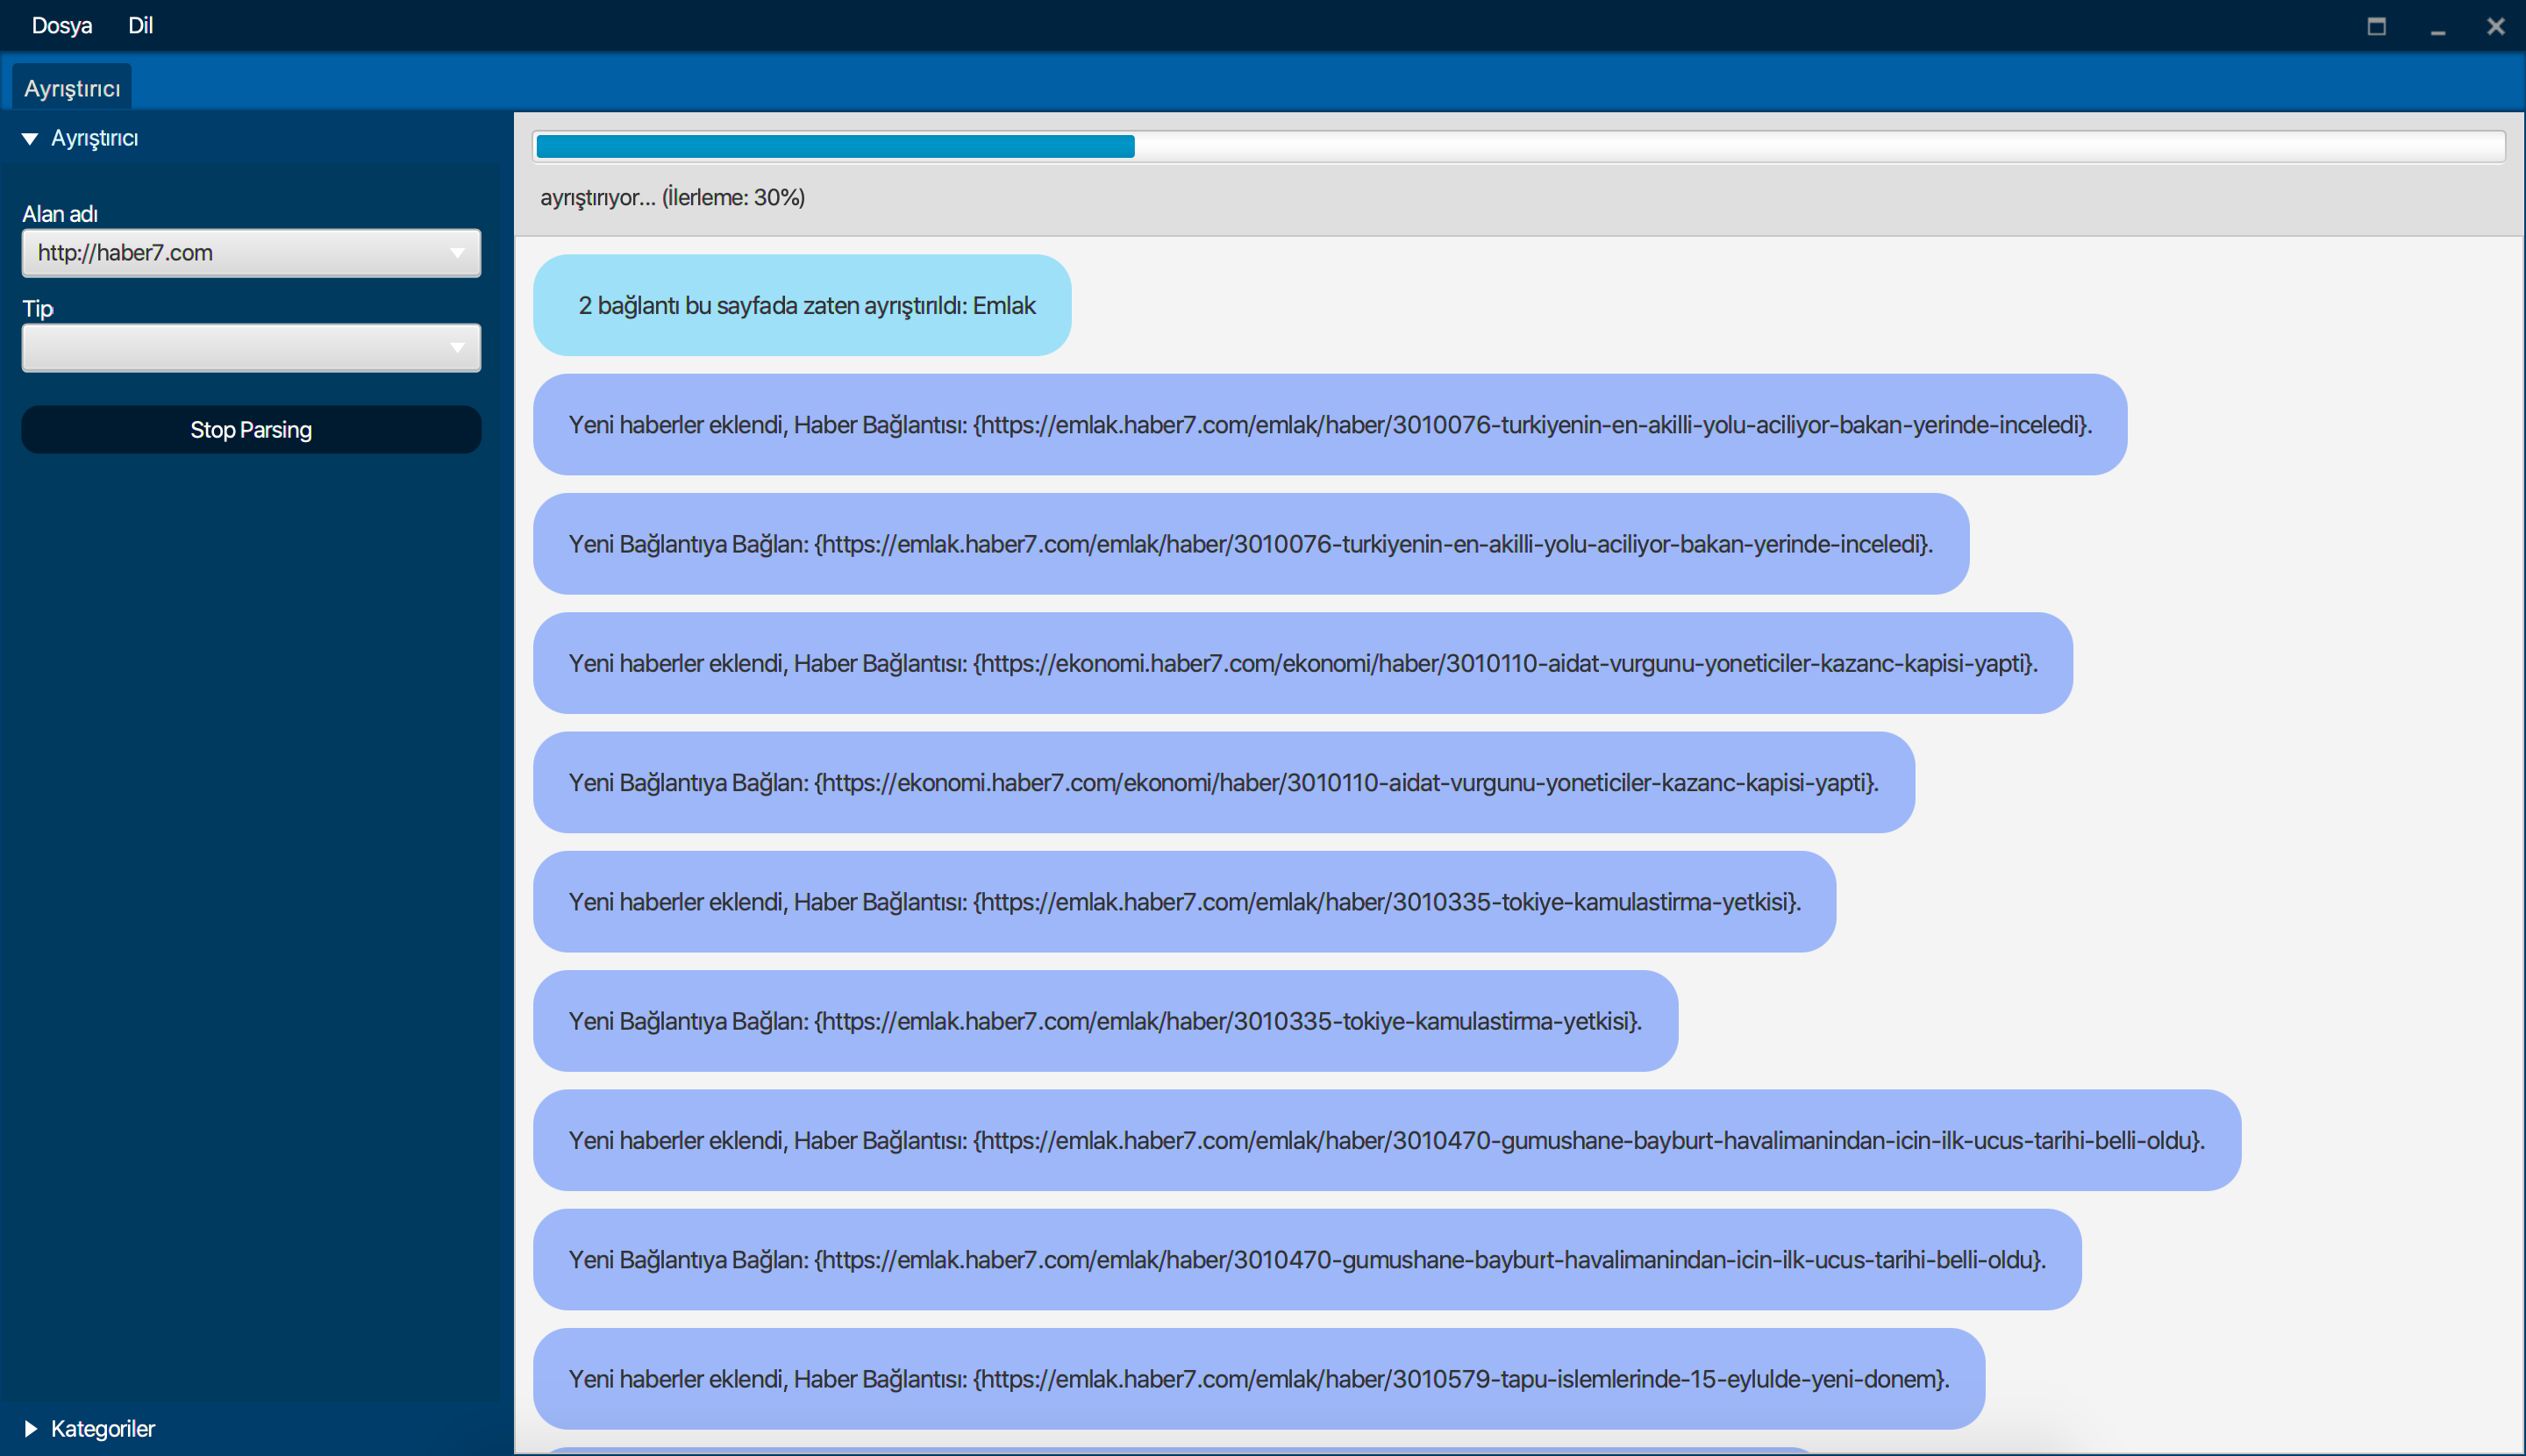 Dosya Dil
Ayrıştırıcı
Ayrıştırıcı
Alan adı
http://haber7.com
Tip
Stop Parsing
Kategoriler
ayrıştırıyor... (İlerleme: 30%)
2 bağlantı bu sayfada zaten ayrıştırıldı: Emlak
Yeni haberler eklendi, Haber Bağlantısı: {https://emlak.haber7.com/emlak/haber/3010076-turkiyenin-en-akilli-yolu-aciliyor-bakan-yerinde-inceledi}.
Yeni Bağlantıya Bağlan: {https://emlak.haber7.com/emlak/haber/3010076-turkiyenin-en-akilli-yolu-aciliyor-bakan-yerinde-inceledi}.
Yeni haberler eklendi, Haber Bağlantısı: {https://ekonomi.haber7.com/ekonomi/haber/3010110-aidat-vurgunu-yoneticiler-kazanc-kapisi-yapti}.
Yeni Bağlantıya Bağlan: {https://ekonomi.haber7.com/ekonomi/haber/3010110-aidat-vurgunu-yoneticiler-kazanc-kapisi-yapti}.
Yeni haberler eklendi, Haber Bağlantısı: {https://emlak.haber7.com/emlak/haber/3010335-tokiye-kamulastirma-yetkisi}.
Yeni Bağlantıya Bağlan: {https://emlak.haber7.com/emlak/haber/3010335-tokiye-kamulastirma-yetkisi}.
Yeni haberler eklendi, Haber Bağlantısı: {https://emlak.haber7.com/emlak/haber/3010470-gumushane-bayburt-havalimanindan-icin-ilk-ucus-tarihi-belli-oldu}.
Yeni Bağlantıya Bağlan: {https://emlak.haber7.com/emlak/haber/3010470-gumushane-bayburt-havalimanindan-icin-ilk-ucus-tarihi-belli-oldu}.
Yeni haberler eklendi, Haber Bağlantısı: {https://emlak.haber7.com/emlak/haber/3010579-tapu-islemlerinde-15-eylulde-yeni-donem}.